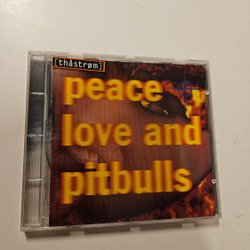 [thåstrøm]
peace
love and
pitbulls